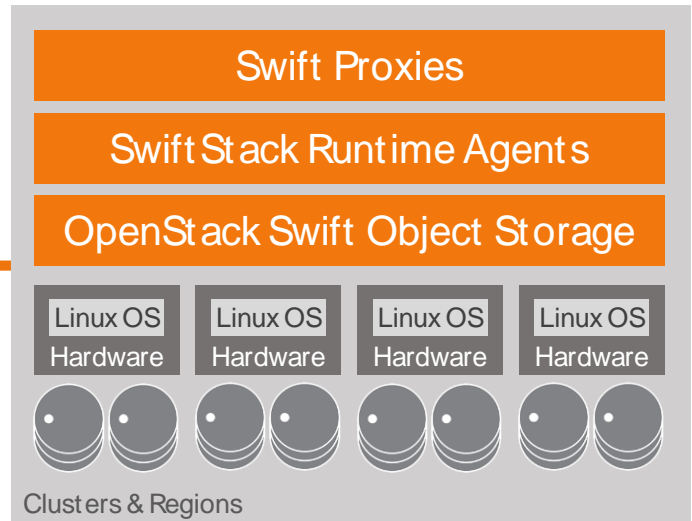 Swift Proxies
SwiftStack Runtime Agents
OpenStack Swift Object Storage
Linux OS Linux OS Linux OS Linux OS
Hardware Hardware Hardware Hardware
Clusters & Regions